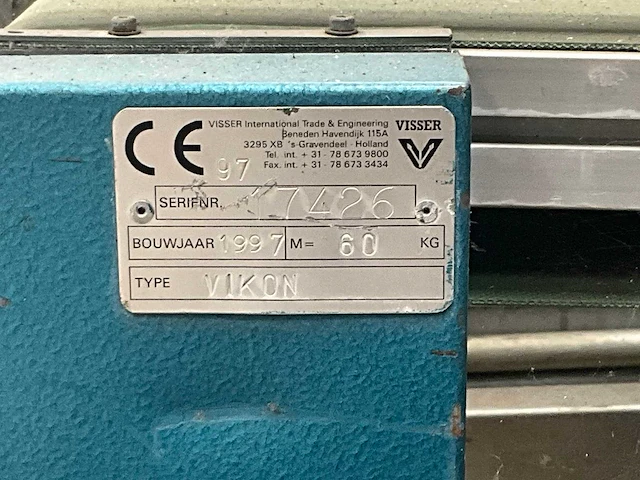 CE
97
VISSER International Trade & Engineering
Beneden Havendijk 115A
3295 XB 's-Gravendeel - Holland
Tel. int. + 31 - 78 673 9800
Fax. int. + 31 - 78 673 3434
VISSER
SERIENR. 17426
BOUWJAAR 1997 M= 60 KG
TYPE VIKON